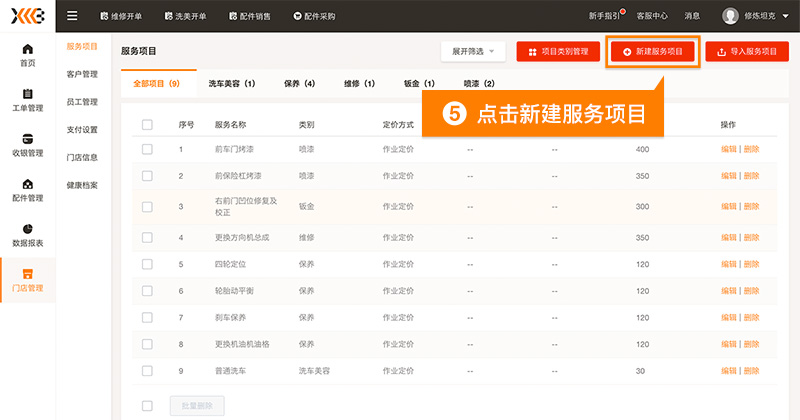 维修开单 洗美开单 配件销售 配件采购 新手指引 客服中心 消息 修炼坦克
首页
工单管理
收银管理
配件管理
数据报表
门店管理
服务项目
客户管理
员工管理
支付设置
门店信息
健康档案
服务项目 展开筛选 项目类别管理 新建服务项目 导入服务项目
全部项目（9） 洗车美容（1） 保养（4） 维修（1） 钣金（1） 喷漆（2）
5 点击新建服务项目
序号 服务名称 类别 定价方式 操作
1 前车门烤漆 喷漆 作业定价 -- -- 400 编辑 | 删除
2 前保险杠烤漆 喷漆 作业定价 -- -- 350 编辑 | 删除
3 右前门凹位修复及 钣金 作业定价 -- -- 300 编辑 | 删除
校正
4 更换方向机总成 维修 作业定价 -- -- 350 编辑 | 删除
5 四轮定位 保养 作业定价 -- -- 120 编辑 | 删除
6 轮胎动平衡 保养 作业定价 -- -- 120 编辑 | 删除
7 刹车保养 保养 作业定价 -- -- 120 编辑 | 删除
8 更换机油机油格 保养 作业定价 -- -- 120 编辑 | 删除
9 普通洗车 洗车美容 作业定价 -- -- 30 编辑 | 删除
批量删除